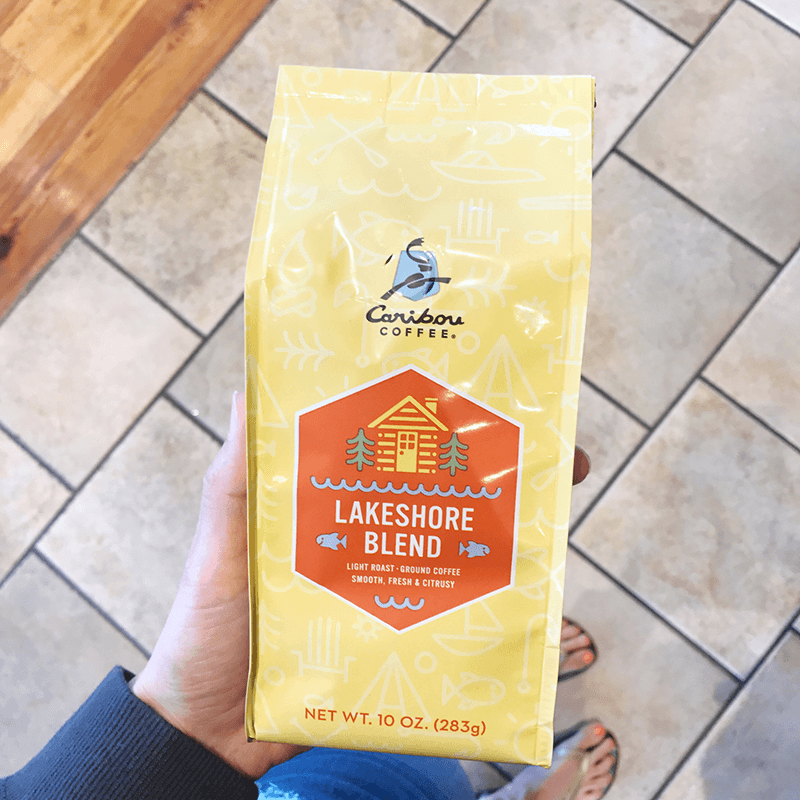 Caribou
COFFEE®
LAKESHORE
BLEND
LIGHT ROAST · GROUND COFFEE
SMOOTH, FRESH & CITRUSY
NET WT. 10 OZ. (283g)